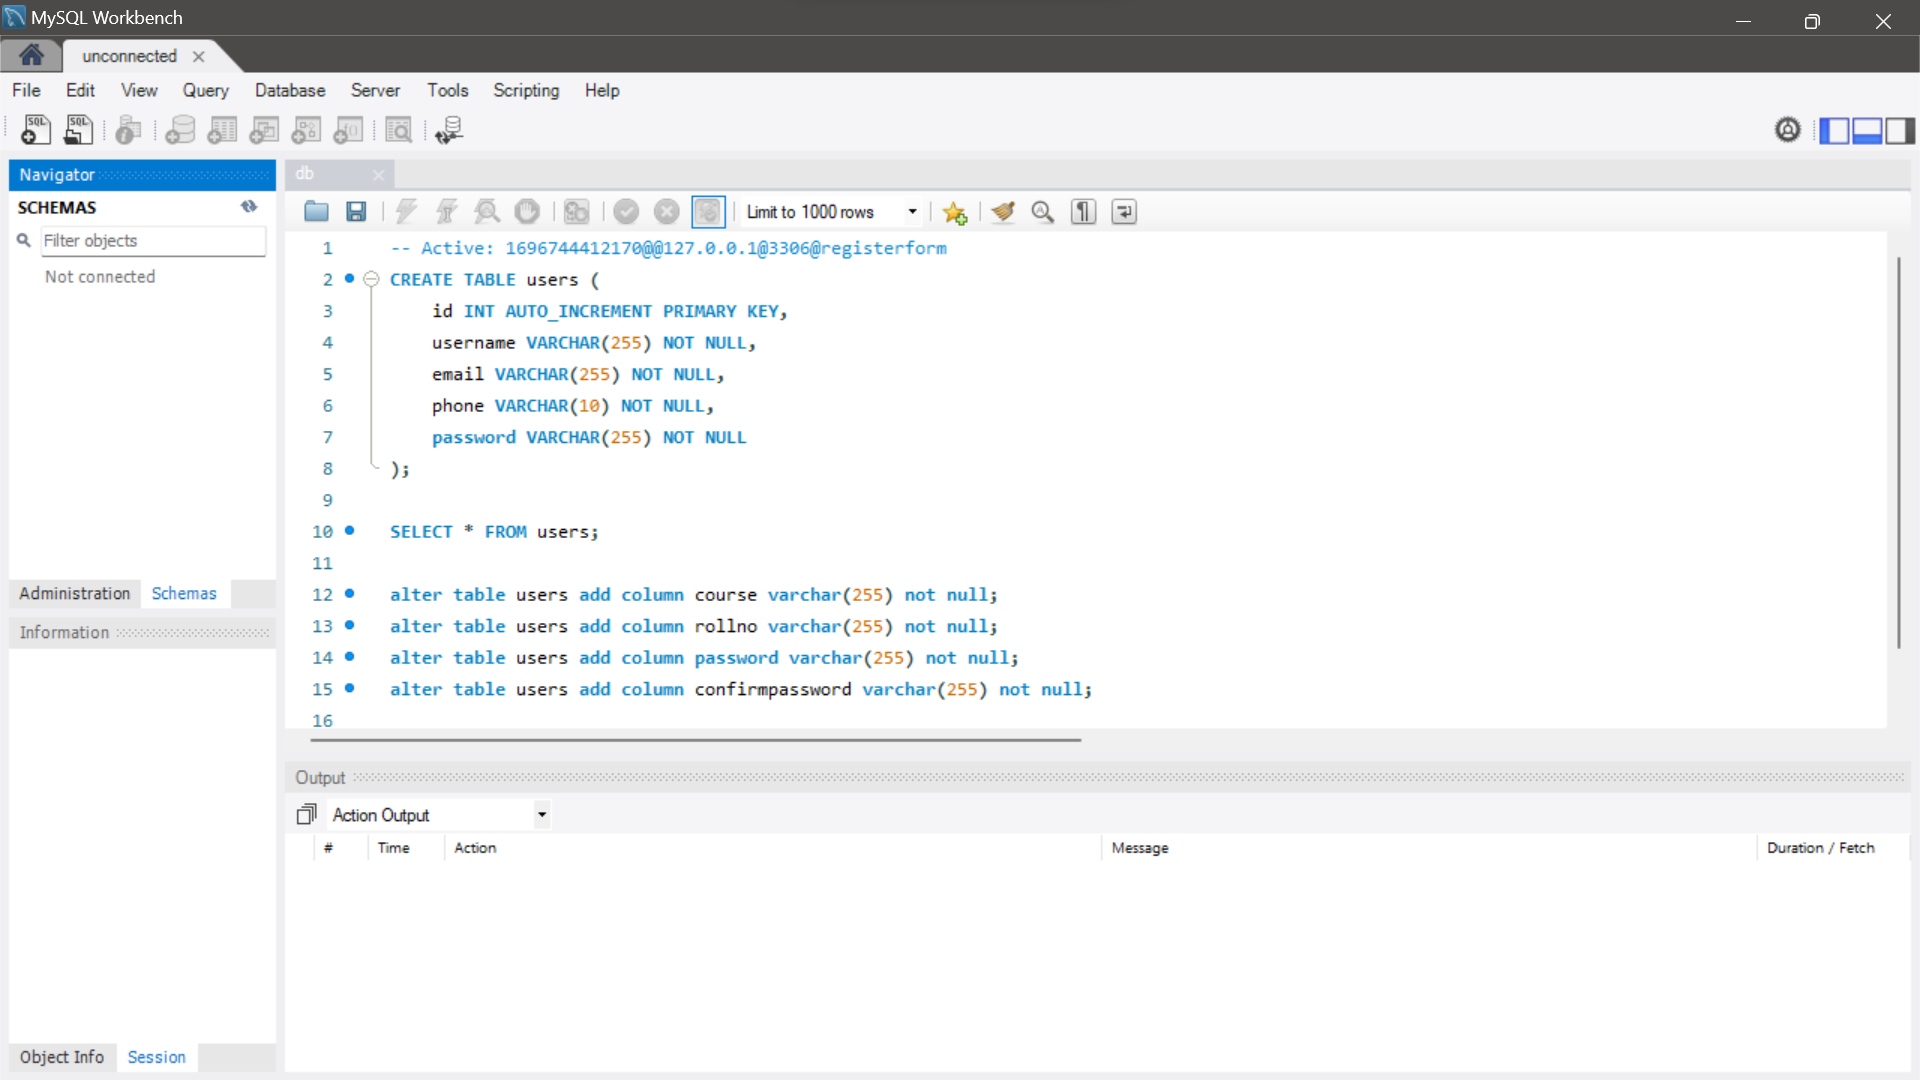 MySQL Workbench
unconnected
File Edit View Query Database Server Tools Scripting Help
SQL SQL
Navigator
SCHEMAS
Filter objects
Not connected
Administration Schemas
Information
Object Info Session
db
Limit to 1000 rows
1 -- Active: 1696744412170@@127.0.0.1@3306@registerform
2 CREATE TABLE users (
3 id INT AUTO_INCREMENT PRIMARY KEY,
4 username VARCHAR(255) NOT NULL,
5 email VARCHAR(255) NOT NULL,
6 phone VARCHAR(10) NOT NULL,
7 password VARCHAR(255) NOT NULL
8 );
9
10 SELECT * FROM users;
11
12 alter table users add column course varchar(255) not null;
13 alter table users add column rollno varchar(255) not null;
14 alter table users add column password varchar(255) not null;
15 alter table users add column confirmpassword varchar(255) not null;
16
Output
Action Output
# Time Action Message Duration / Fetch